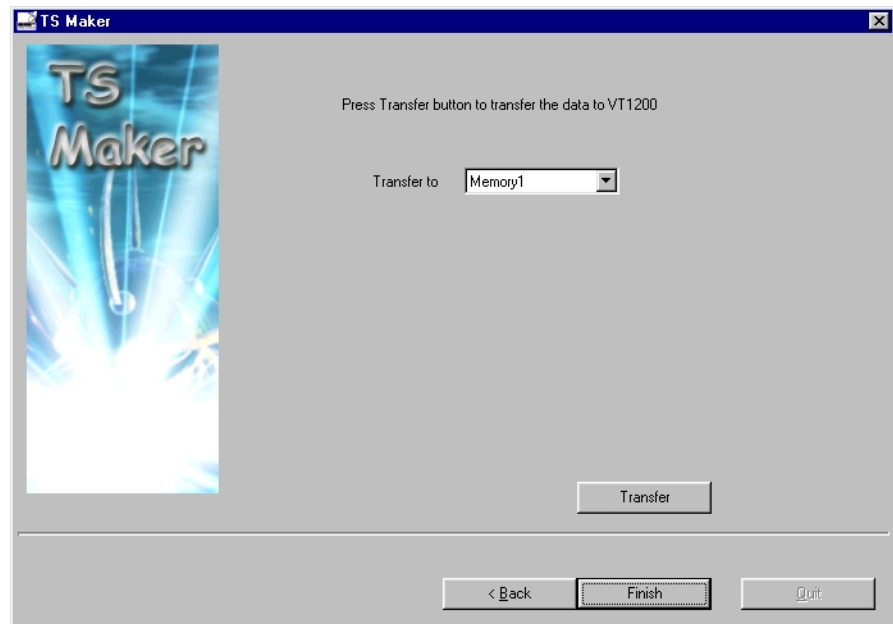 TS Maker
TS
Maker
Press Transfer button to transfer the data to VT1200
Transfer to Memory1
Transfer
< Back Finish Quit